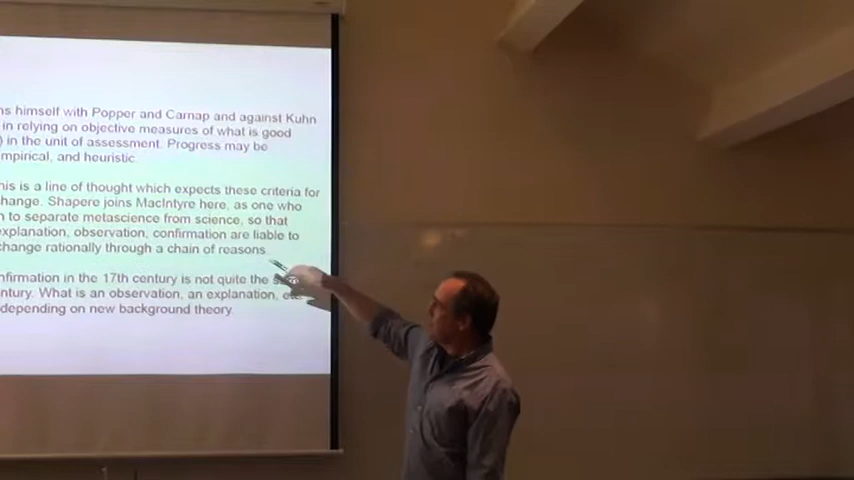 ns himself with Popper and Carnap and against Kuhn
in relying on objective measures of what is good
) in the unit of assessment. Progress may be
mpirical, and heuristic.
his is a line of thought which expects these criteria for
hange. Shapere joins MacIntyre here, as one who
n to separate metascience from science, so that
explanation, observation, confirmation are liable to
change rationally through a chain of reasons.
nfirmation in the 17th century is not quite the
ntury. What is an observation, an explanation, etc
depending on new background theory.